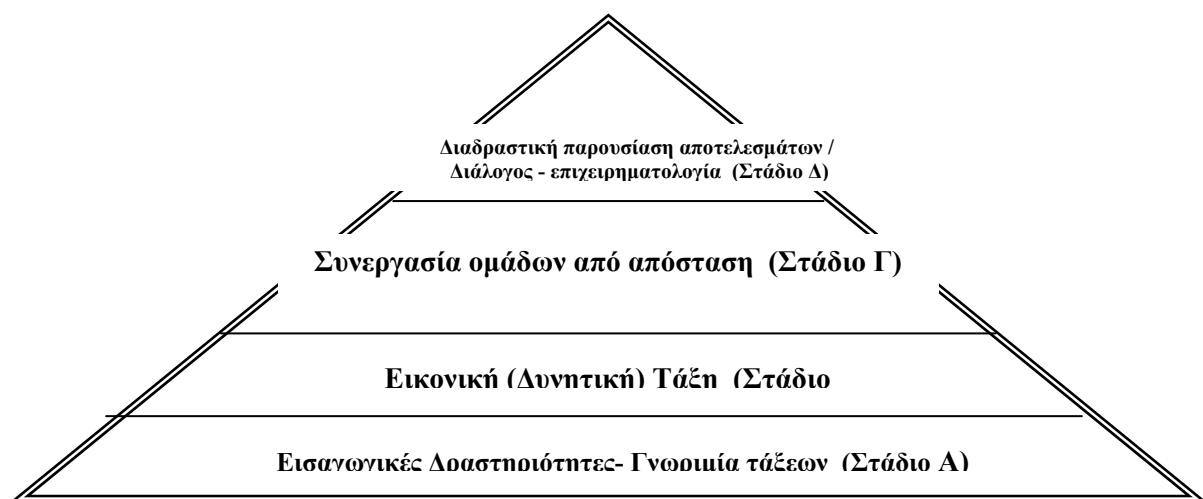 Διαδραστική παρουσίαση αποτελεσμάτων /
Διάλογος - επιχειρηματολογία (Στάδιο Δ)
Συνεργασία ομάδων από απόσταση (Στάδιο Γ)
Εικονική (Δυνητική) Τάξη (Στάδιο
Εισαγωγικές Δραστηριότητες- Γνωριμία τάξεων (Στάδιο Α)